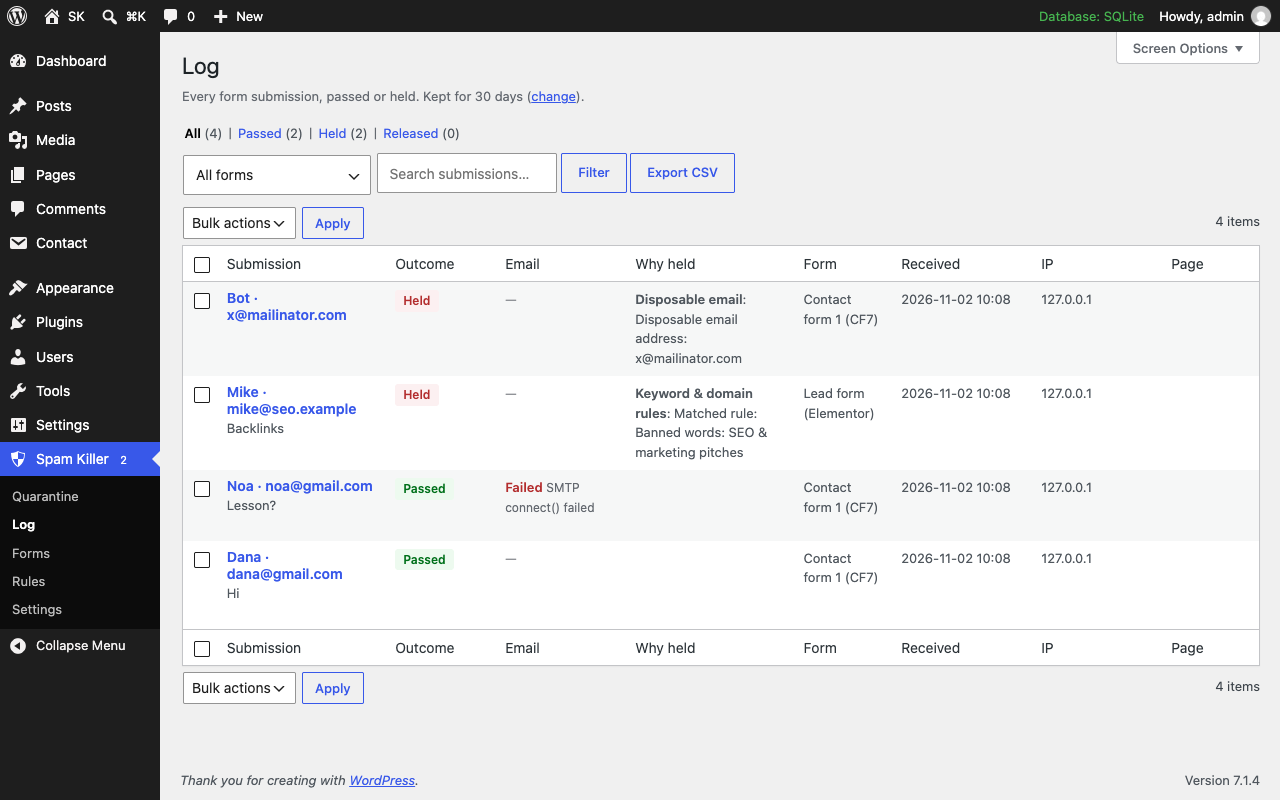 SK ⌘K 0 New Database: SQLite Howdy, admin
Dashboard
Posts
Media
Pages
Comments
Contact
Appearance
Plugins
Users
Tools
Settings
Spam Killer 2
Quarantine
Log
Forms
Rules
Settings
Collapse Menu
Screen Options
Log
Every form submission, passed or held. Kept for 30 days (change).
All (4) | Passed (2) | Held (2) | Released (0)
All forms Search submissions... Filter Export CSV
Bulk actions Apply 4 items
Submission Outcome Email Why held Form Received IP Page
Bot · x@mailinator.com Held — Disposable email: Disposable email address: x@mailinator.com Contact form 1 (CF7) 2026-11-02 10:08 127.0.0.1
Mike · mike@seo.example Backlinks Held — Keyword & domain rules: Matched rule: Banned words: SEO & marketing pitches Lead form (Elementor) 2026-11-02 10:08 127.0.0.1
Noa · noa@gmail.com Lesson? Passed Failed SMTP connect() failed Contact form 1 (CF7) 2026-11-02 10:08 127.0.0.1
Dana · dana@gmail.com Hi Passed — Contact form 1 (CF7) 2026-11-02 10:08 127.0.0.1
Submission Outcome Email Why held Form Received IP Page
Bulk actions Apply 4 items
Thank you for creating with WordPress. Version 7.1.4